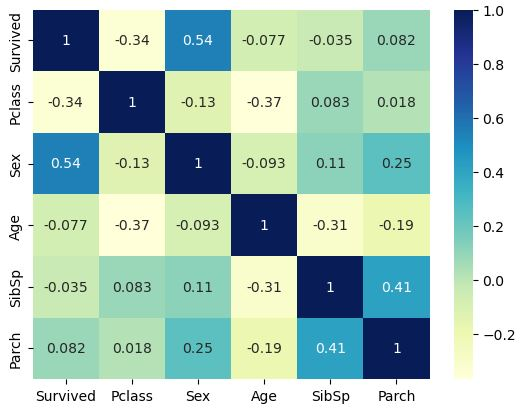 Survived 1 -0.34 0.54 -0.077 -0.035 0.082
Pclass -0.34 1 -0.13 -0.37 0.083 0.018
Sex 0.54 -0.13 1 -0.093 0.11 0.25
Age -0.077 -0.37 -0.093 1 -0.31 -0.19
SibSp -0.035 0.083 0.11 -0.31 1 0.41
Parch 0.082 0.018 0.25 -0.19 0.41 1
Survived Pclass Sex Age SibSp Parch
1.0
0.8
0.6
0.4
0.2
0.0
−0.2